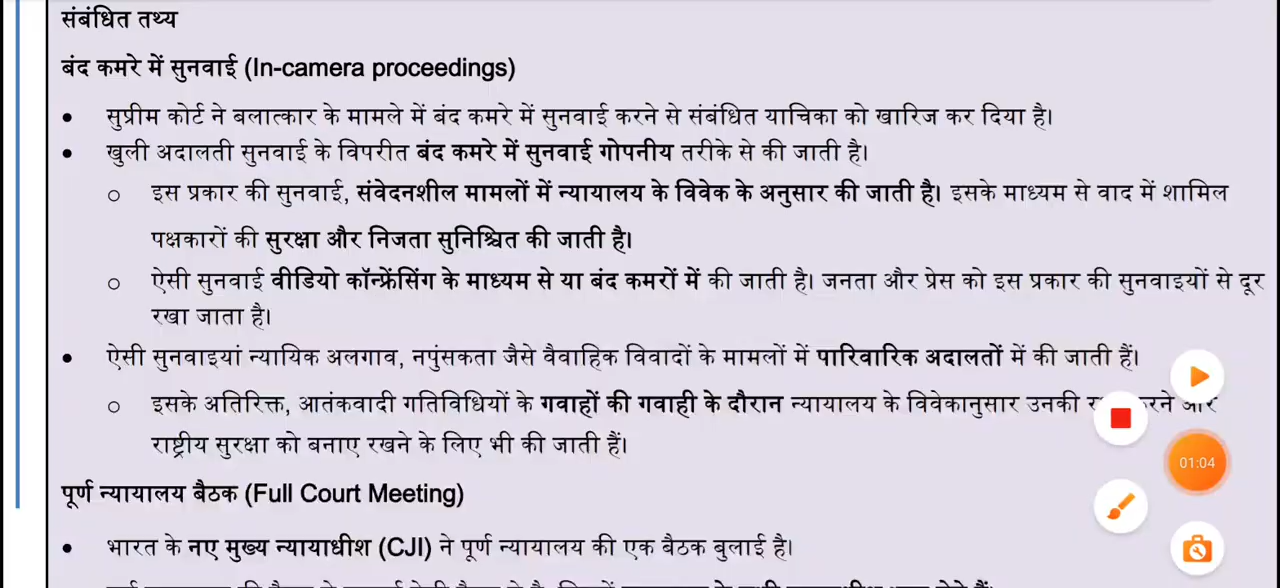 संबंधित तथ्य
बंद कमरे में सुनवाई (In-camera proceedings)
• सुप्रीम कोर्ट ने बलात्कार के मामले में बंद कमरे में सुनवाई करने से संबंधित याचिका को खारिज कर दिया है।
• खुली अदालती सुनवाई के विपरीत बंद कमरे में सुनवाई गोपनीय तरीके से की जाती है।
○ इस प्रकार की सुनवाई, संवेदनशील मामलों में न्यायालय के विवेक के अनुसार की जाती है। इसके माध्यम से वाद में शामिल
पक्षकारों की सुरक्षा और निजता सुनिश्चित की जाती है।
○ ऐसी सुनवाई वीडियो कॉन्फ्रेंसिंग के माध्यम से या बंद कमरों में की जाती है। जनता और प्रेस को इस प्रकार की सुनवाइयों से दूर
रखा जाता है।
• ऐसी सुनवाइयां न्यायिक अलगाव, नपुंसकता जैसे वैवाहिक विवादों के मामलों में पारिवारिक अदालतों में की जाती हैं।
○ इसके अतिरिक्त, आतंकवादी गतिविधियों के गवाहों की गवाही के दौरान न्यायालय के विवेकानुसार उनकी और
राष्ट्रीय सुरक्षा को बनाए रखने के लिए भी की जाती हैं।
01:04
पूर्ण न्यायालय बैठक (Full Court Meeting)
• भारत के नए मुख्य न्यायाधीश (CJI) ने पूर्ण न्यायालय की एक बैठक बुलाई है।